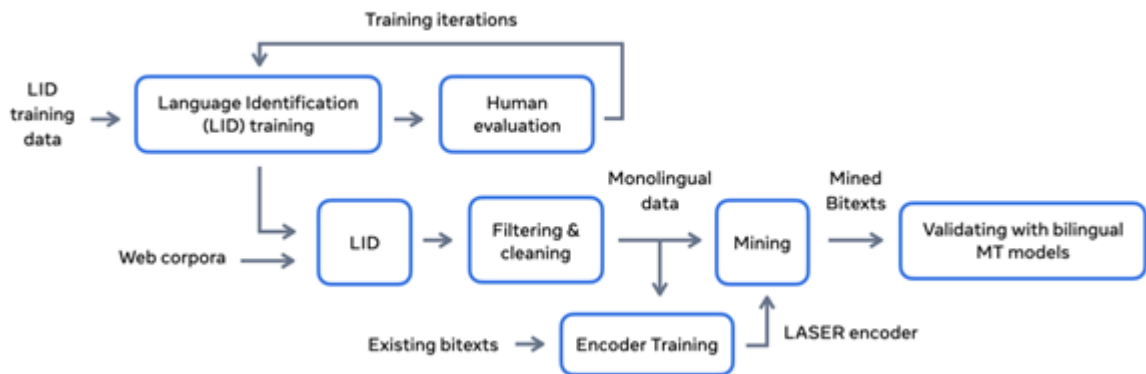 Training iterations
LID
training
data
Language Identification
(LID) training
Human
evaluation
Monolingual
data
Mined
Bitexts
Web corpora
LID
Filtering &
cleaning
Mining
Validating with bilingual
MT models
Existing bitexts
Encoder Training
LASER encoder